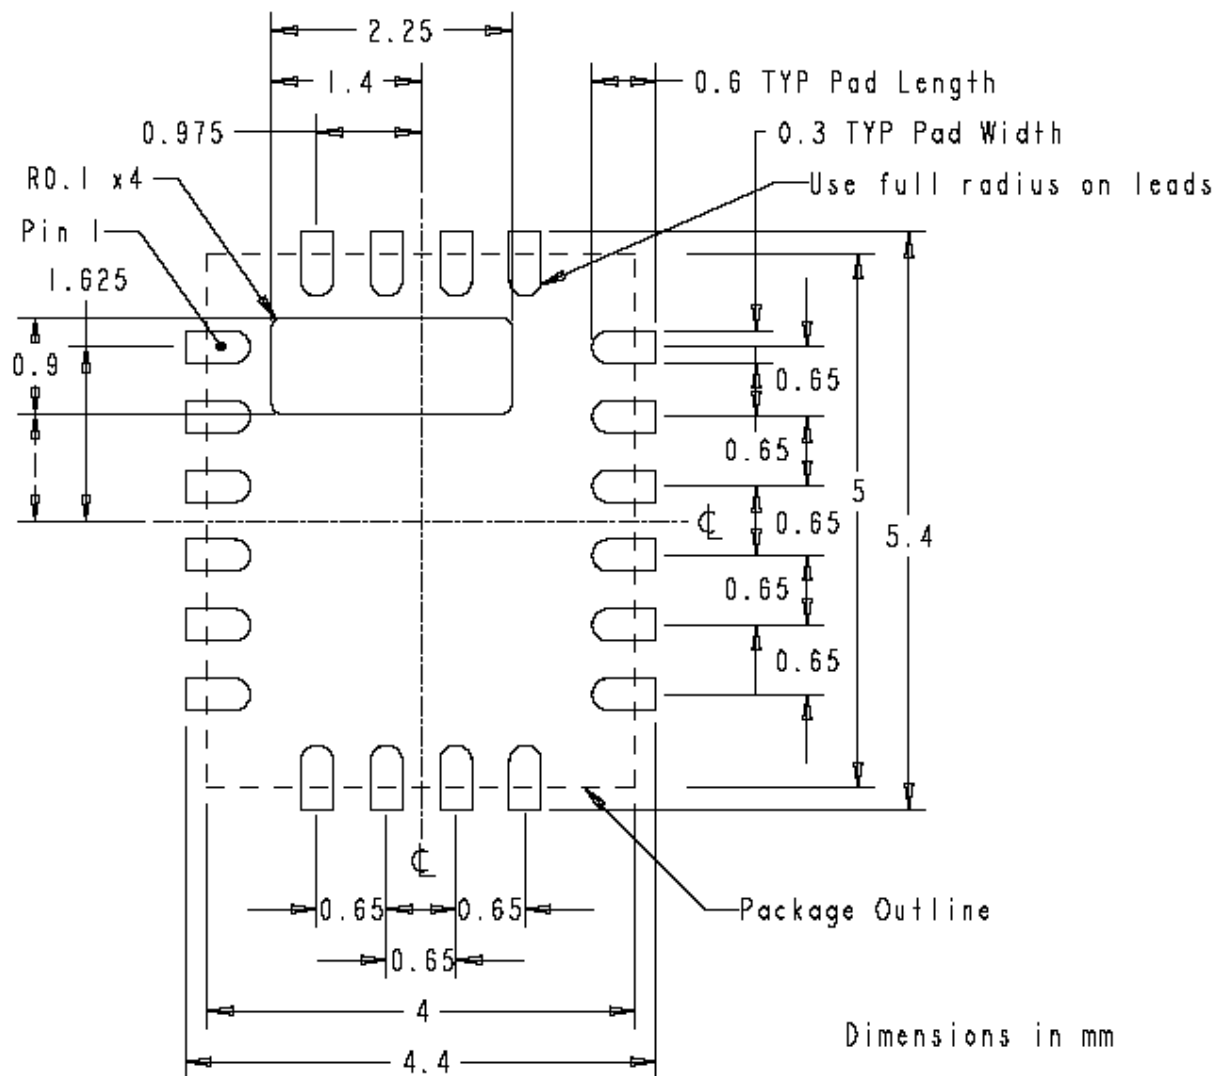 2.25
1.4
0.6 TYP Pad Length
0.975
0.3 TYP Pad Width
R0.1 x4
Use full radius on leads
Pin 1
1.625
0.9
0.65
0.65
5
0.65
5.4
0.65
0.65
0.65
0.65
Package Outline
0.65
4
Dimensions in mm
4.4